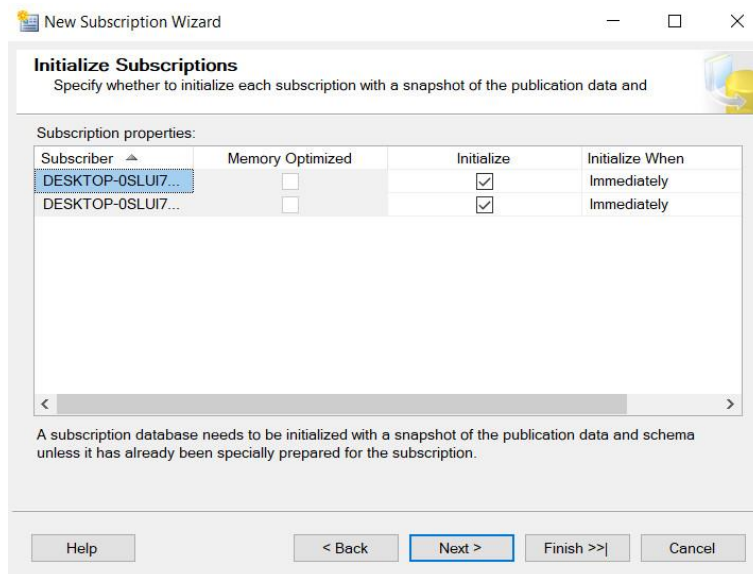 New Subscription Wizard
Initialize Subscriptions
Specify whether to initialize each subscription with a snapshot of the publication data and
Subscription properties:
Subscriber Memory Optimized Initialize Initialize When
DESKTOP-0SLUI7... Immediately
DESKTOP-0SLUI7... Immediately
A subscription database needs to be initialized with a snapshot of the publication data and schema
unless it has already been specially prepared for the subscription.
Help < Back Next > Finish >>| Cancel